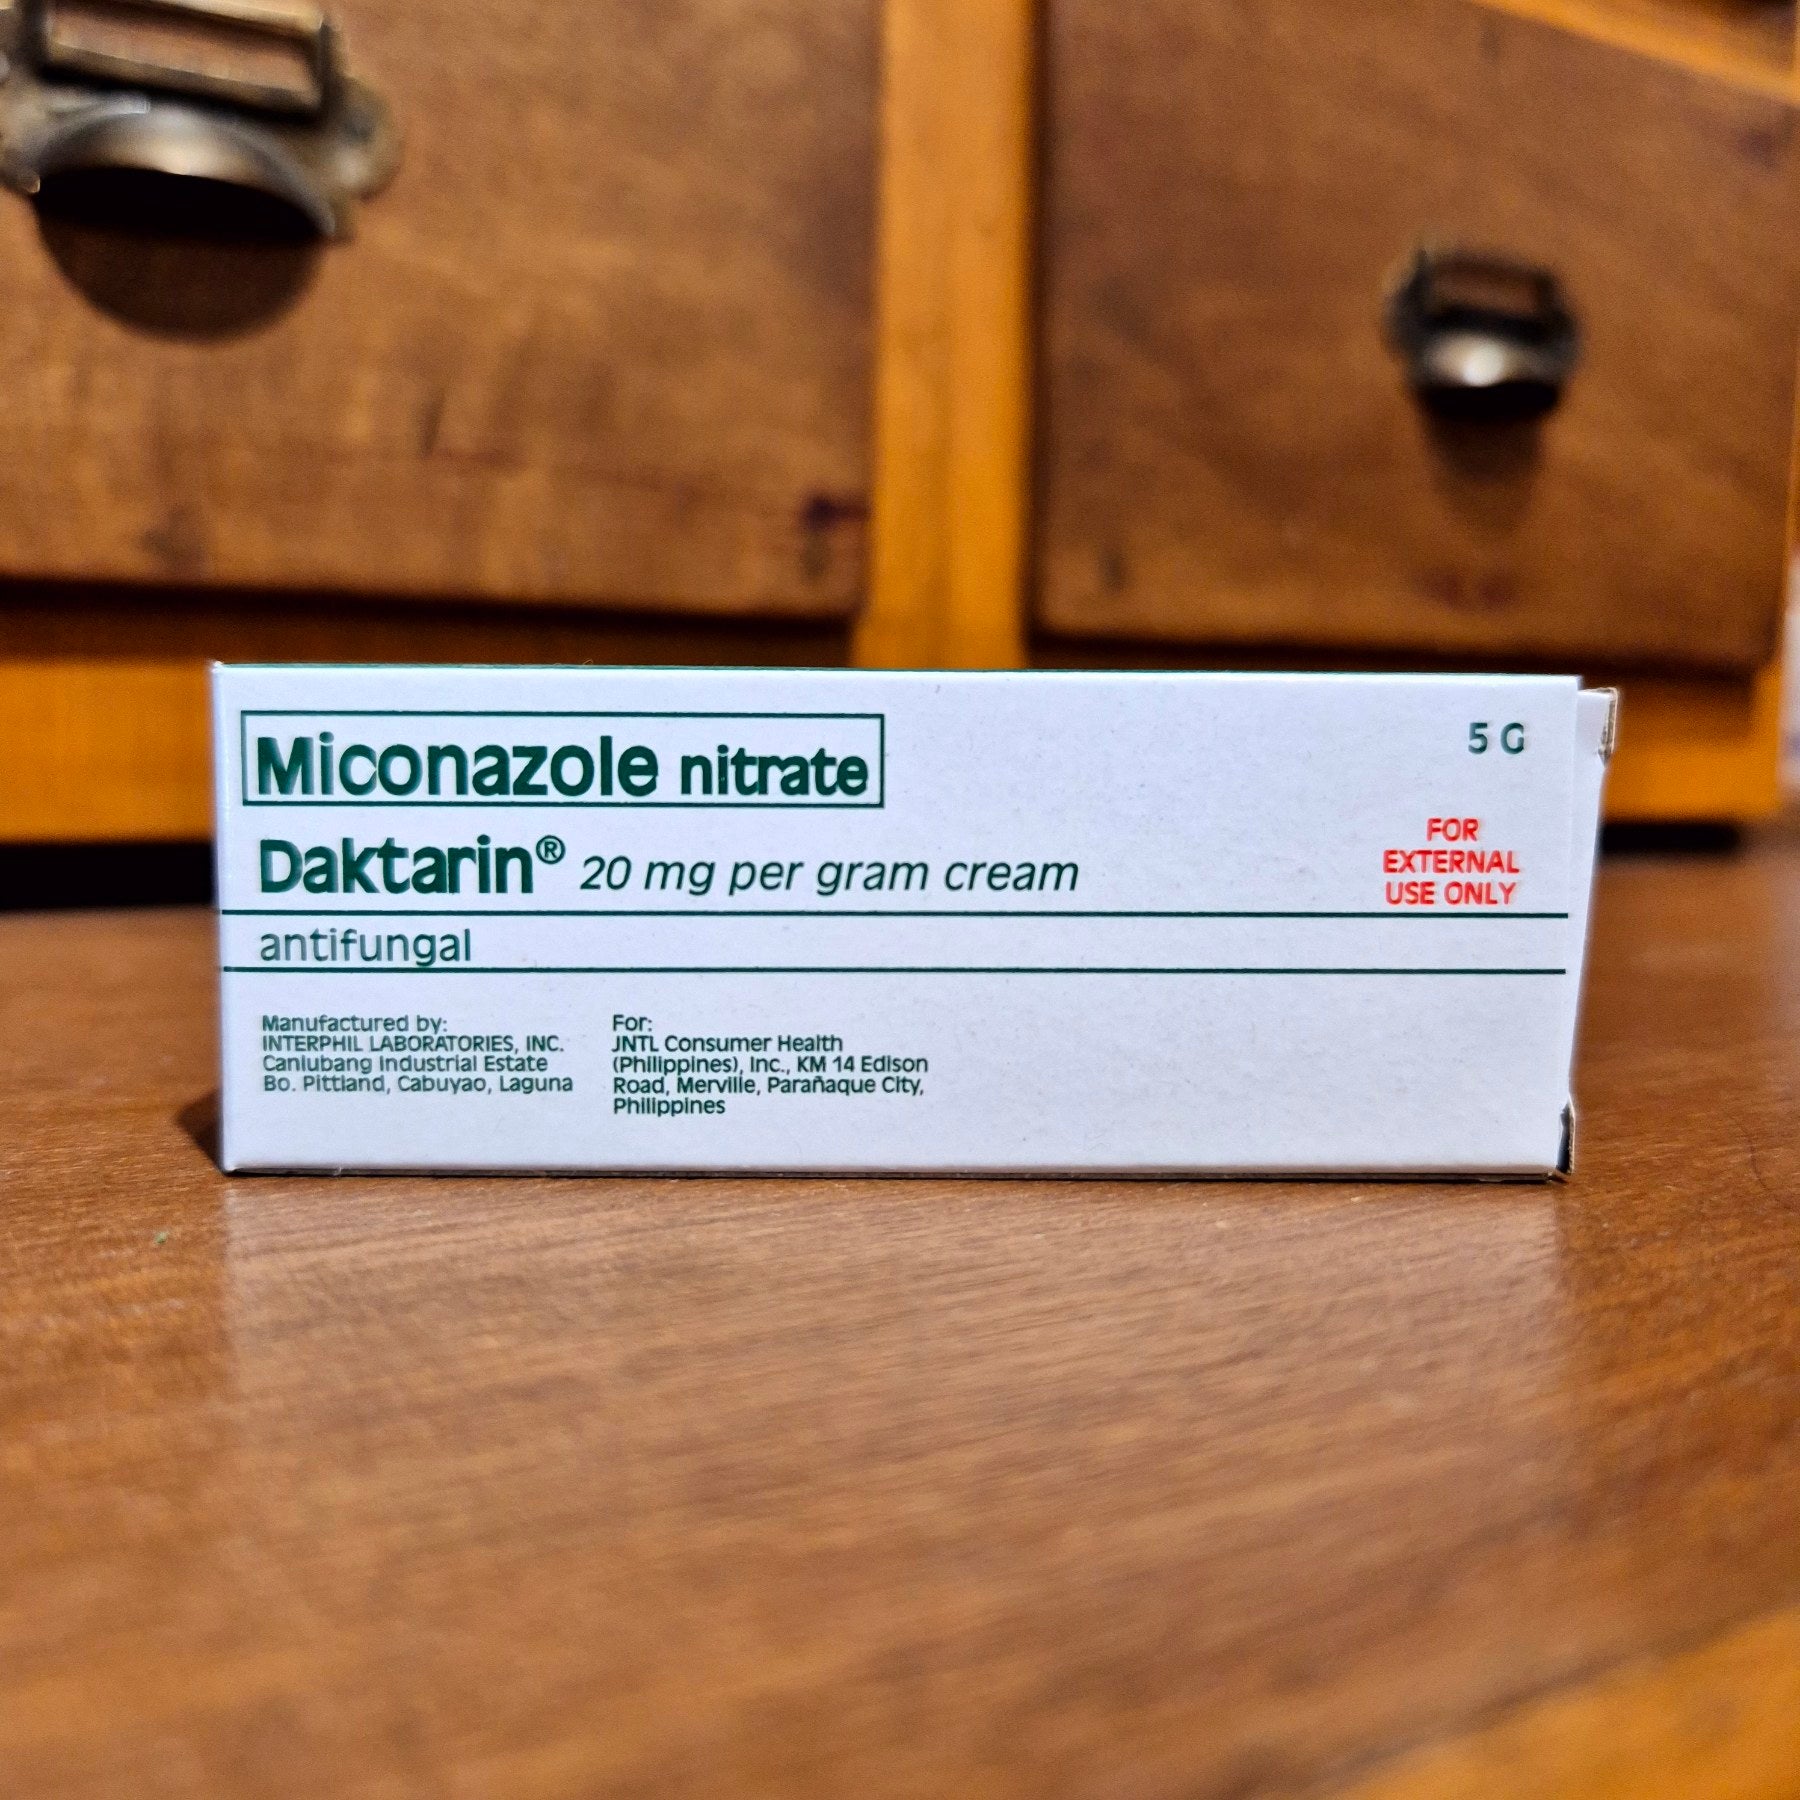 Miconazole nitrate
5 G
Daktarin® 20 mg per gram cream
FOR
EXTERNAL
USE ONLY
antifungal
Manufactured by:
INTERPHIL LABORATORIES, INC.
Canlubang Industrial Estate
Bo. Pittland, Cabuyao, Laguna
For:
JNTL Consumer Health
(Philippines), Inc., KM 14 Edison
Road, Merville, Parañaque City,
Philippines